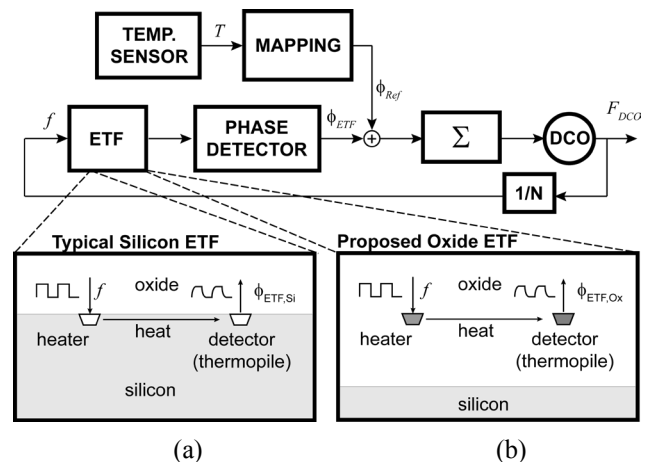 TEMP.
SENSOR
T
MAPPING
ϕRef
f
ETF
PHASE
DETECTOR
ϕETF
+
Σ
DCO
FDCO
1/N
Typical Silicon ETF
oxide
f
ϕETF,Si
heater
heat
detector
(thermopile)
silicon
Proposed Oxide ETF
oxide
f
ϕETF,Ox
heater
heat
detector
(thermopile)
silicon
(a)
(b)